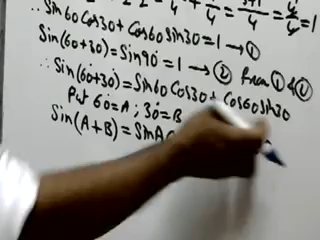 ∴ Sin60 Cos30 + Cos60 Sin30 = 1 → ①
Sin(60+30) = Sin90 = 1 → ② from ① & ②
∴ Sin(60+30) = Sin60 Cos30 + Cos60 Sin30
Put 60 = A ; 30 = B
Sin(A+B) = SinA